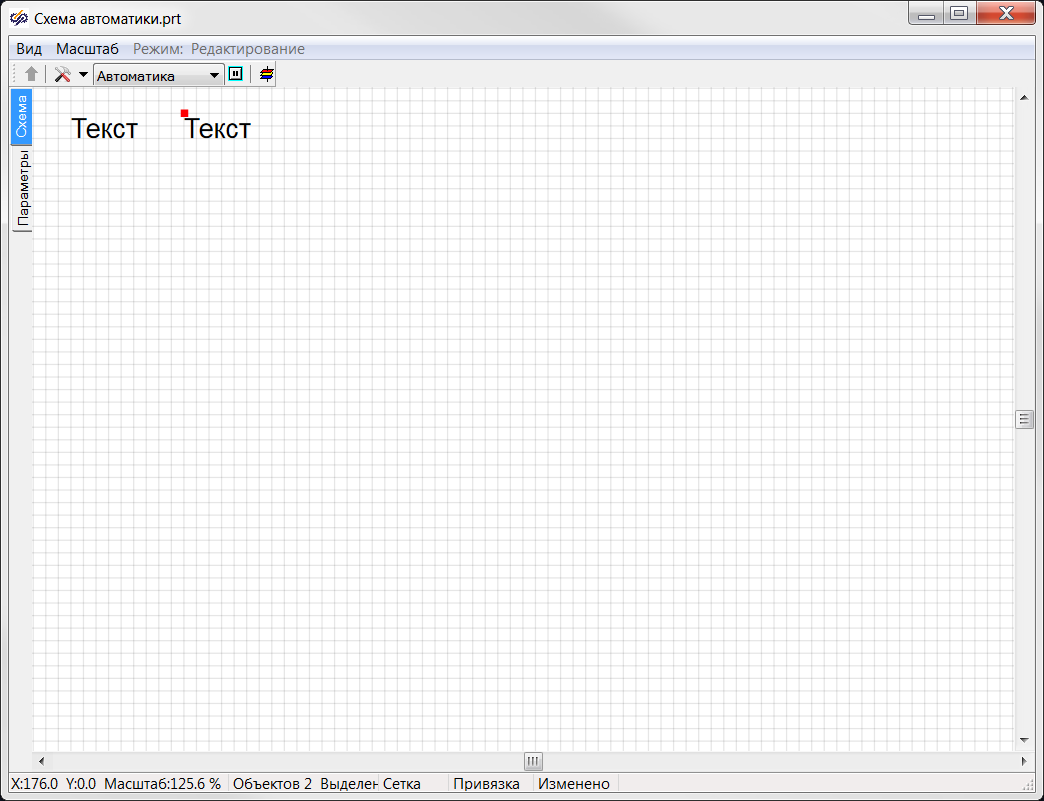 Схема автоматики.prt
Вид Масштаб Режим: Редактирование
Автоматика
Схема
Параметры
Текст Текст
X:176.0 Y:0.0 Масштаб:125.6 % Объектов 2 Выделен Сетка Привязка Изменено